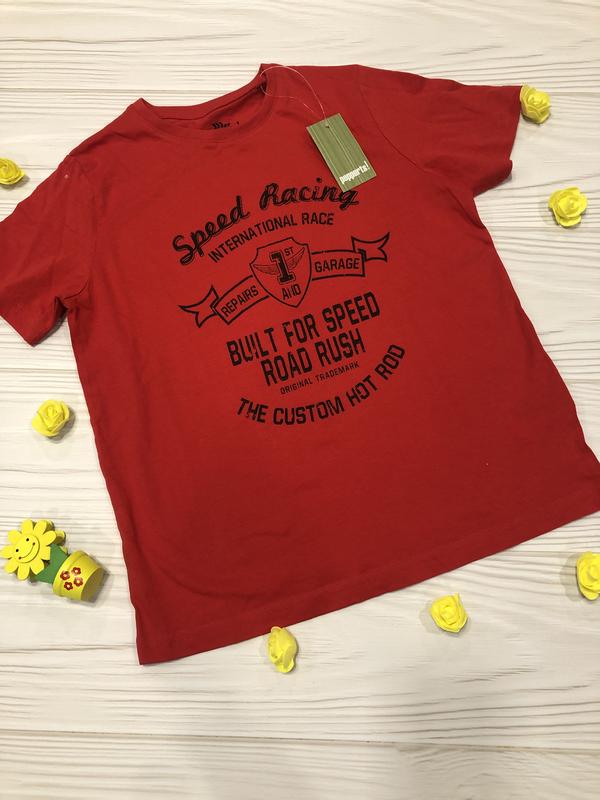 pepperts!
Speed Racing
INTERNATIONAL RACE
1ST
REPAIRS AND GARAGE
BUILT FOR SPEED
ROAD RUSH
ORIGINAL TRADEMARK
THE CUSTOM HOT ROD